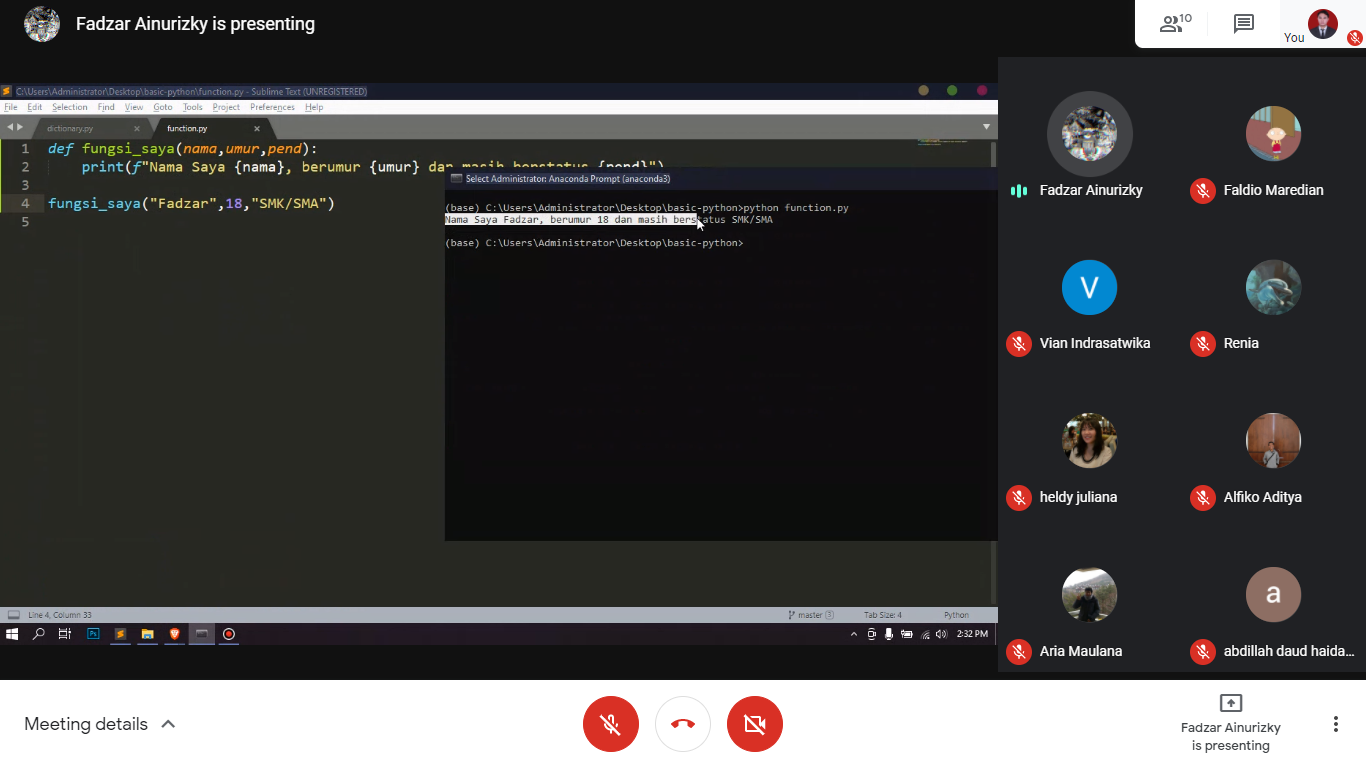 Fadzar Ainurizky is presenting
10
You
C:\Users\Administrator\Desktop\basic-python\function.py - Sublime Text (UNREGISTERED)
File Edit Selection Find View Goto Tools Project Preferences Help
dictionary.py × function.py ×
1 def fungsi_saya(nama,umur,pend):
2 print(f"Nama Saya {nama}, berumur {umur} dan masih berstatus {pend}")
3
4 fungsi_saya("Fadzar",18,"SMK/SMA")
5
Select Administrator: Anaconda Prompt (anaconda3)
(base) C:\Users\Administrator\Desktop\basic-python>python function.py
Nama Saya Fadzar, berumur 18 dan masih berstatus SMK/SMA
(base) C:\Users\Administrator\Desktop\basic-python>
Line 4, Column 33
master 3
Tab Size: 4
Python
Ps
2:32 PM
Fadzar Ainurizky
Faldio Maredian
V
Vian Indrasatwika
Renia
heldy juliana
Alfiko Aditya
Aria Maulana
a
abdillah daud haida...
Meeting details
Fadzar Ainurizky
is presenting